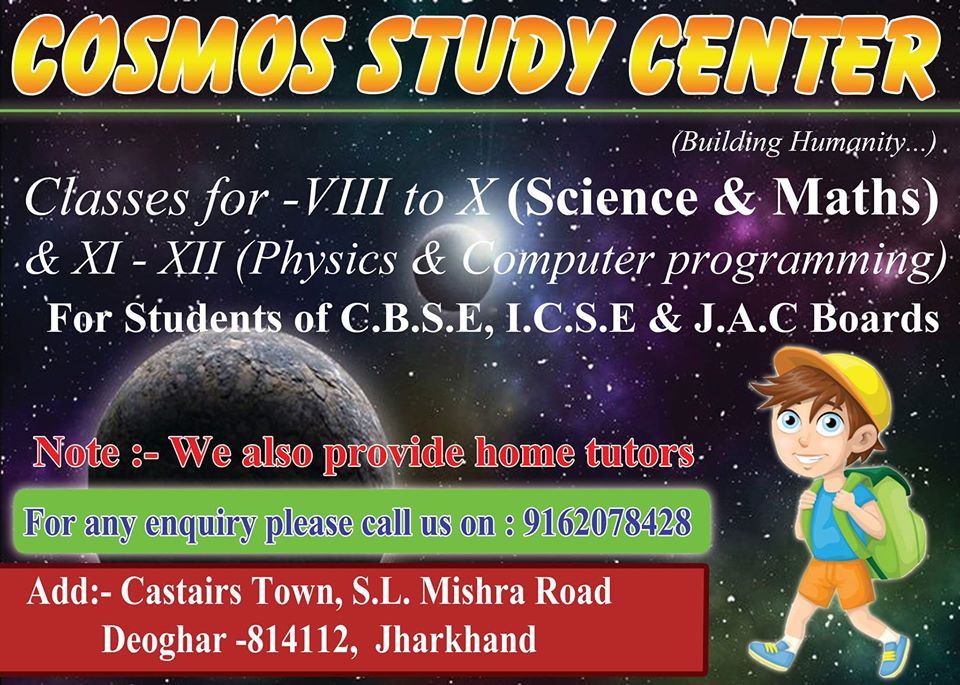 COSMOS STUDY CENTER
(Building Humanity...)
Classes for -VIII to X (Science & Maths)
& XI - XII (Physics & Computer programming)
For Students of C.B.S.E, I.C.S.E & J.A.C Boards
Note :- We also provide home tutors
For any enquiry please call us on : 9162078428
Add:- Castairs Town, S.L. Mishra Road
Deoghar -814112, Jharkhand